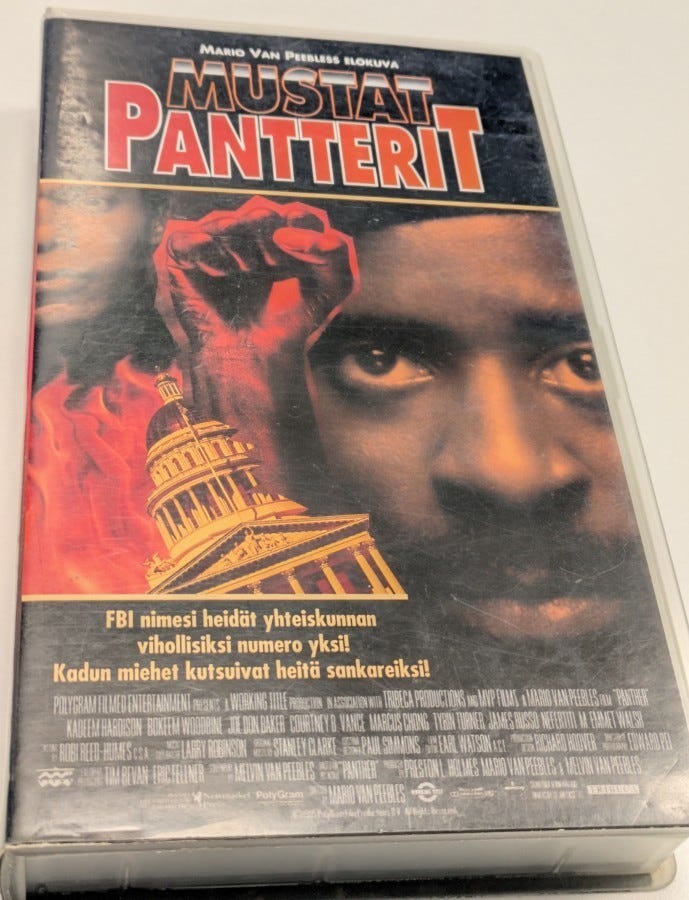 MARIO VAN PEEBLESS ELOKUVA
MUSTAT
PANTTERIT
FBI nimesi heidät yhteiskunnan
vihollisiksi numero yksi!
Kadun miehet kutsuivat heitä sankareiksi!
POLYGRAM FILMED ENTERTAINMENT PRESENTS A WORKING TITLE PRODUCTION IN ASSOCIATION WITH TRIBECA PRODUCTIONS AND MVP FILMS A MARIO VAN PEEBLES FILM "PANTHER"
KADEEM HARDISON BOKEEM WOODBINE JOE DON BAKER COURTNEY B. VANCE MARCUS CHONG TYRIN TURNER JAMES RUSSO NEFERTITI M. EMMET WALSH
ROBI REED-HUMES C.S.A. LARRY ROBINSON STANLEY CLARKE PAUL SIMMONS EARL WATSON A.C.E. RICHARD HOOVER EDWARD PEI
TIM BEVAN ERIC FELLNER MELVIN VAN PEEBLES "PANTHER" PRESTON L. HOLMES MARIO VAN PEEBLES & MELVIN VAN PEEBLES
PolyGram MARIO VAN PEEBLES WORKING TITLE TRIBECA